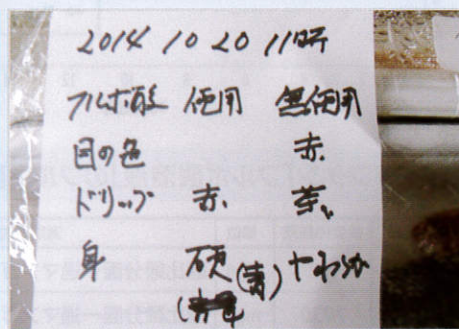 2014 10 20 11時
フルボ酸 使用 無使用
目の色 赤
ドリップ 赤 茶
身 硬 (青) やわらか